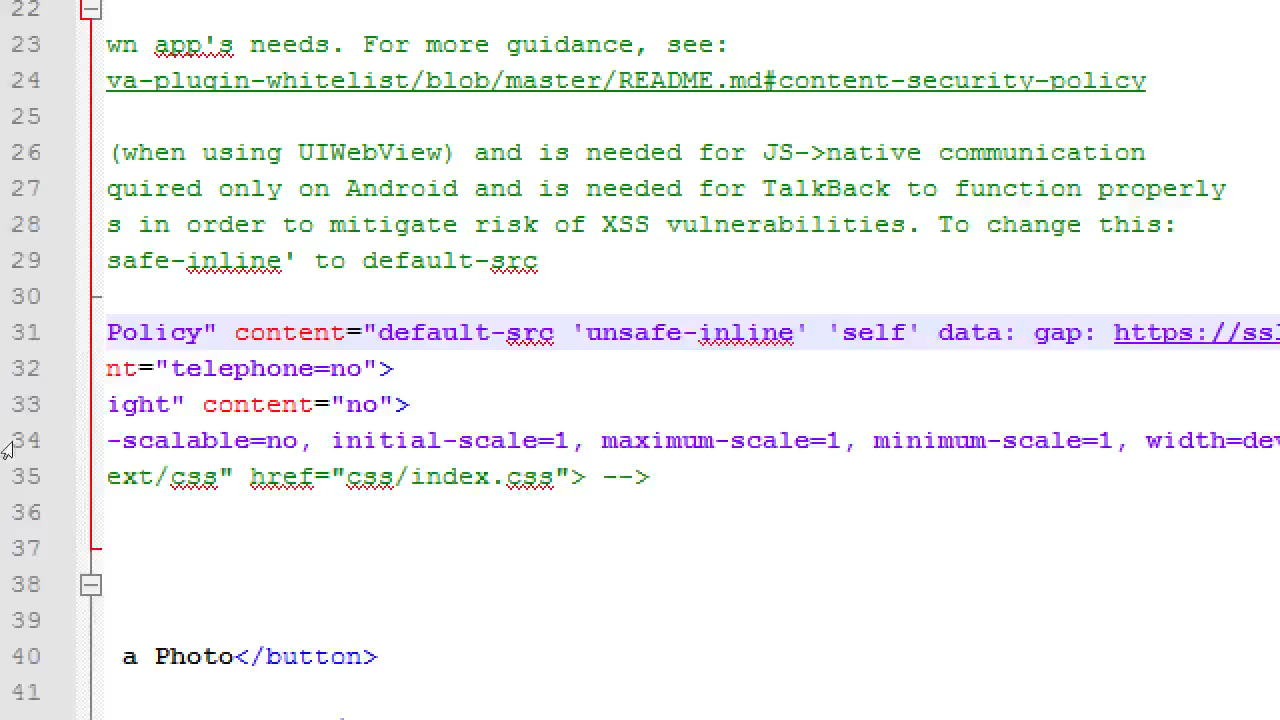 22
23 wn app's needs. For more guidance, see:
24 va-plugin-whitelist/blob/master/README.md#content-security-policy
25
26 (when using UIWebView) and is needed for JS->native communication
27 quired only on Android and is needed for TalkBack to function properly
28 s in order to mitigate risk of XSS vulnerabilities. To change this:
29 safe-inline' to default-src
30
31 Policy" content="default-src 'unsafe-inline' 'self' data: gap: https://ssl
32 nt="telephone=no">
33 ight" content="no">
34 -scalable=no, initial-scale=1, maximum-scale=1, minimum-scale=1, width=dev
35 ext/css" href="css/index.css"> -->
36
37
38
39
40 a Photo</button>
41